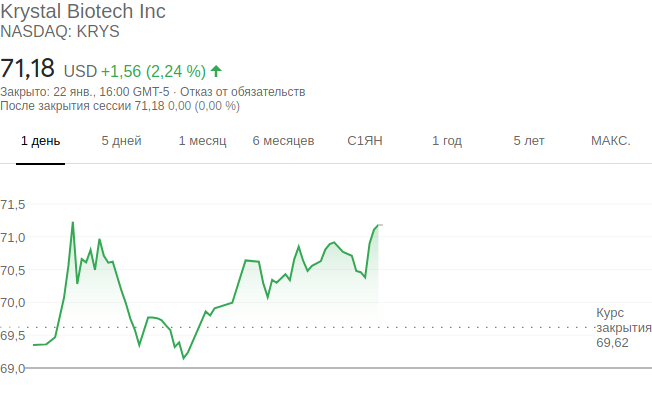 Krystal Biotech Inc
NASDAQ: KRYS
71,18 USD +1,56 (2,24 %)
Закрыто: 22 янв., 16:00 GMT-5 · Отказ от обязательств
После закрытия сессии 71,18 0,00 (0,00 %)
1 день 5 дней 1 месяц 6 месяцев С1ЯН 1 год 5 лет МАКС.
71,5
71,0
70,5
70,0
69,5
69,0
Курс
закрытия
69,62